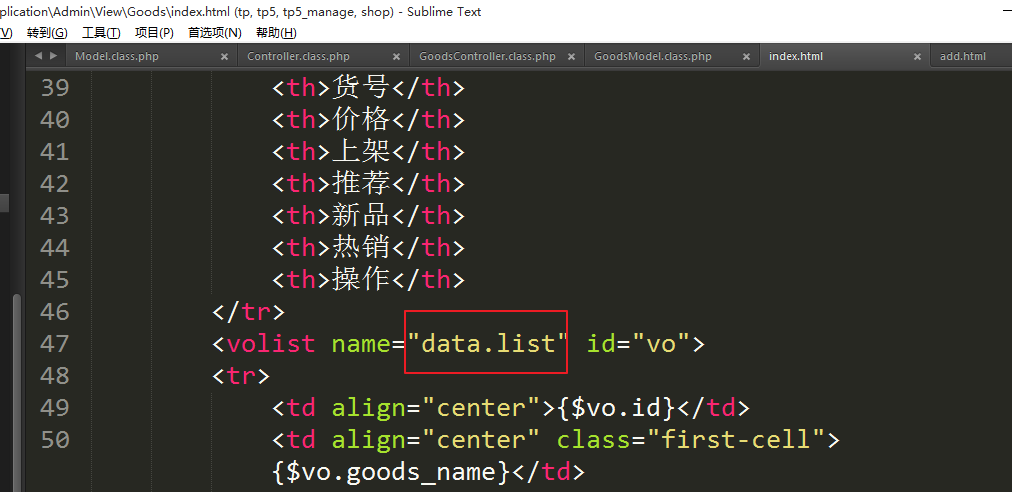 plication\Admin\View\Goods\index.html (tp, tp5, tp5_manage, shop) - Sublime Text
V) 转到(G) 工具(T) 项目(P) 首选项(N) 帮助(H)
Model.class.php × Controller.class.php × GoodsController.class.php × GoodsModel.class.php × index.html × add.html
39 <th>货号</th>
40 <th>价格</th>
41 <th>上架</th>
42 <th>推荐</th>
43 <th>新品</th>
44 <th>热销</th>
45 <th>操作</th>
46 </tr>
47 <volist name="data.list" id="vo">
48 <tr>
49 <td align="center">{$vo.id}</td>
50 <td align="center" class="first-cell">
{$vo.goods_name}</td>